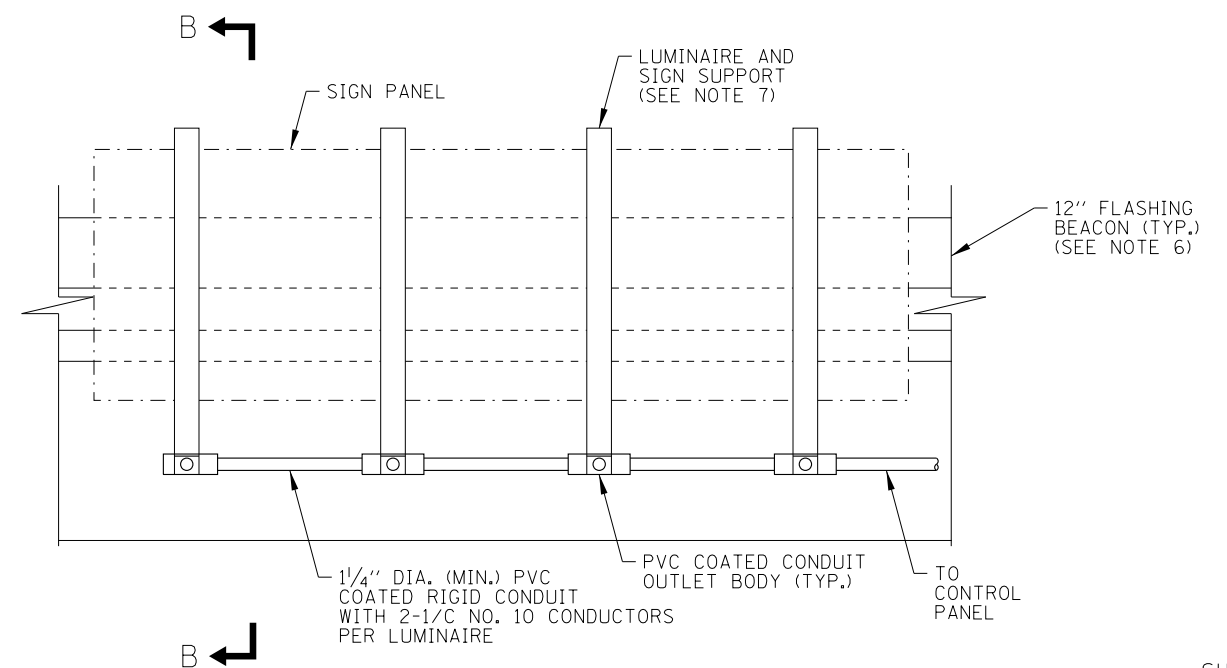 B
SIGN PANEL
LUMINAIRE AND
SIGN SUPPORT
(SEE NOTE 7)
12'' FLASHING
BEACON (TYP.)
(SEE NOTE 6)
1 1/4'' DIA. (MIN.) PVC
COATED RIGID CONDUIT
WITH 2-1/C NO. 10 CONDUCTORS
PER LUMINAIRE
PVC COATED CONDUIT
OUTLET BODY (TYP.)
TO
CONTROL
PANEL
B